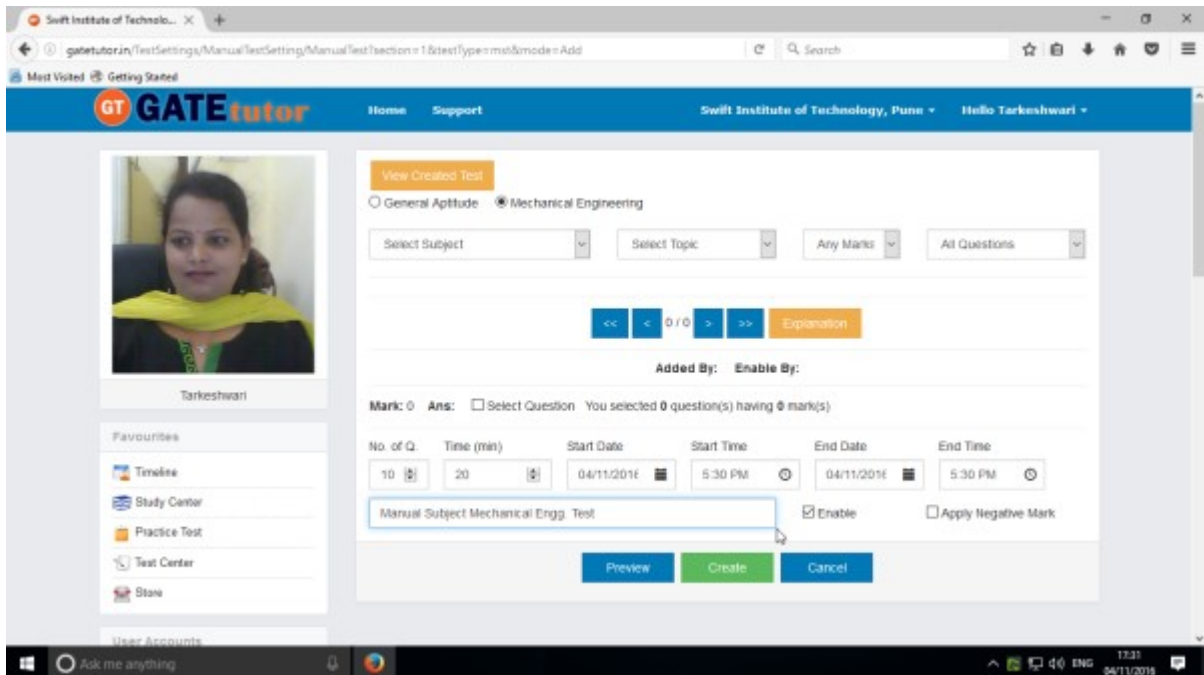 Swift Institute of Technolo...
gatetutor.in/TestSettings/ManualTestSetting/ManualTest?section=1&testType=mst&mode=Add
Search
Most Visited Getting Started
GT GATEtutor
Home Support Swift Institute of Technology, Pune Hello Tarkeshwari
View Created Test
General Aptitude Mechanical Engineering
Select Subject Select Topic Any Marks All Questions
<< < 0 / 0 > >> Explanation
Added By: Enable By:
Tarkeshwari
Mark: 0 Ans: Select Question You selected 0 question(s) having 0 mark(s)
Favourites
Timeline
Study Center
Practice Test
Test Center
Store
User Accounts
No. of Q. Time (min) Start Date Start Time End Date End Time
10 20 04/11/2016 5:30 PM 04/11/2016 5:30 PM
Manual Subject Mechanical Engg. Test Enable Apply Negative Mark
Preview Create Cancel
Ask me anything
ENG 17:31
04/11/2016